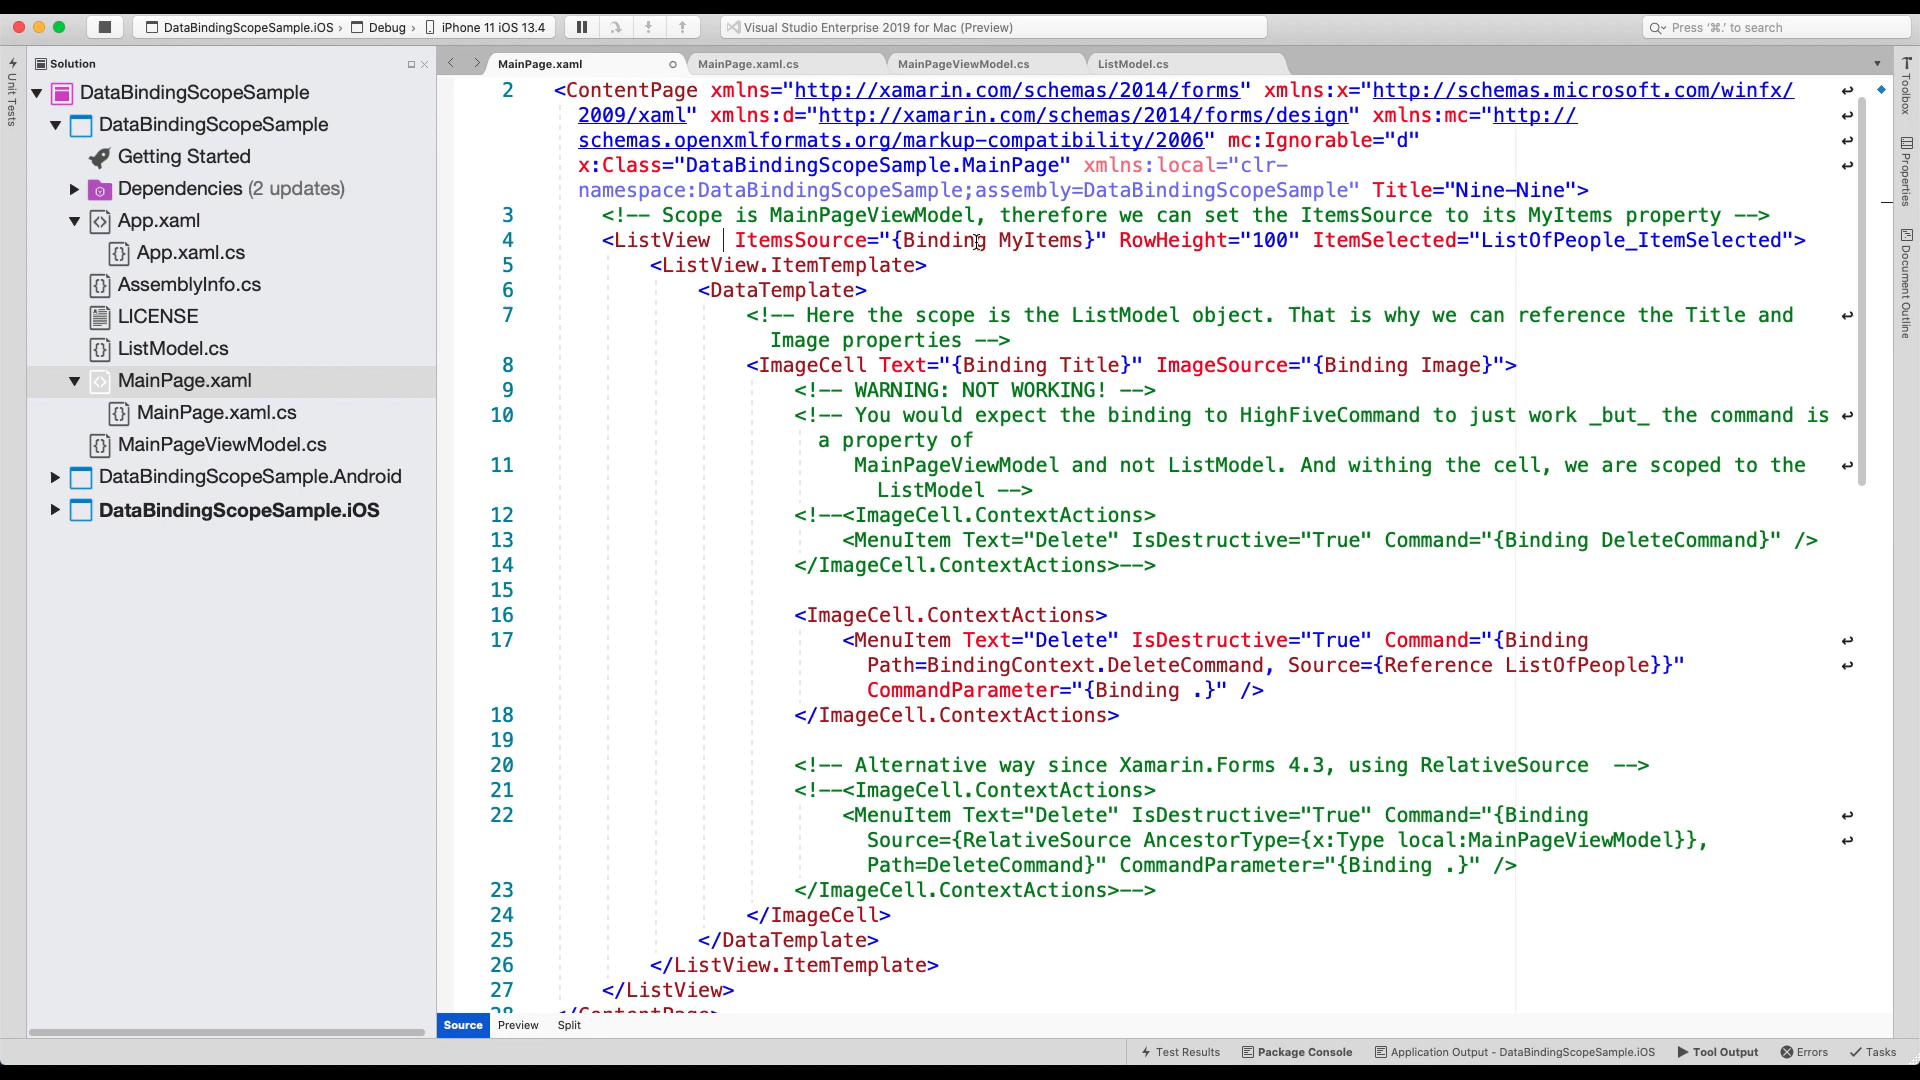 DataBindingScopeSample.iOS › Debug › iPhone 11 iOS 13.4
Visual Studio Enterprise 2019 for Mac (Preview)
Press ‘⌘.’ to search
Unit Tests
Solution
DataBindingScopeSample
DataBindingScopeSample
Getting Started
Dependencies (2 updates)
App.xaml
App.xaml.cs
AssemblyInfo.cs
LICENSE
ListModel.cs
MainPage.xaml
MainPage.xaml.cs
MainPageViewModel.cs
DataBindingScopeSample.Android
DataBindingScopeSample.iOS
MainPage.xaml
MainPage.xaml.cs
MainPageViewModel.cs
ListModel.cs
2 <ContentPage xmlns="http://xamarin.com/schemas/2014/forms" xmlns:x="http://schemas.microsoft.com/winfx/
2009/xaml" xmlns:d="http://xamarin.com/schemas/2014/forms/design" xmlns:mc="http://
schemas.openxmlformats.org/markup-compatibility/2006" mc:Ignorable="d"
x:Class="DataBindingScopeSample.MainPage" xmlns:local="clr-
namespace:DataBindingScopeSample;assembly=DataBindingScopeSample" Title="Nine-Nine">
3 <!-- Scope is MainPageViewModel, therefore we can set the ItemsSource to its MyItems property -->
4 <ListView ItemsSource="{Binding MyItems}" RowHeight="100" ItemSelected="ListOfPeople_ItemSelected">
5 <ListView.ItemTemplate>
6 <DataTemplate>
7 <!-- Here the scope is the ListModel object. That is why we can reference the Title and
Image properties -->
8 <ImageCell Text="{Binding Title}" ImageSource="{Binding Image}">
9 <!-- WARNING: NOT WORKING! -->
10 <!-- You would expect the binding to HighFiveCommand to just work _but_ the command is
a property of
11 MainPageViewModel and not ListModel. And withing the cell, we are scoped to the
ListModel -->
12 <!--<ImageCell.ContextActions>
13 <MenuItem Text="Delete" IsDestructive="True" Command="{Binding DeleteCommand}" />
14 </ImageCell.ContextActions>-->
15
16 <ImageCell.ContextActions>
17 <MenuItem Text="Delete" IsDestructive="True" Command="{Binding
Path=BindingContext.DeleteCommand, Source={Reference ListOfPeople}}"
CommandParameter="{Binding .}" />
18 </ImageCell.ContextActions>
19
20 <!-- Alternative way since Xamarin.Forms 4.3, using RelativeSource -->
21 <!--<ImageCell.ContextActions>
22 <MenuItem Text="Delete" IsDestructive="True" Command="{Binding
Source={RelativeSource AncestorType={x:Type local:MainPageViewModel}},
Path=DeleteCommand}" CommandParameter="{Binding .}" />
23 </ImageCell.ContextActions>-->
24 </ImageCell>
25 </DataTemplate>
26 </ListView.ItemTemplate>
27 </ListView>
28 </ContentPage>
Toolbox
Properties
Document Outline
Source Preview Split
Test Results Package Console Application Output - DataBindingScopeSample.iOS Tool Output Errors Tasks